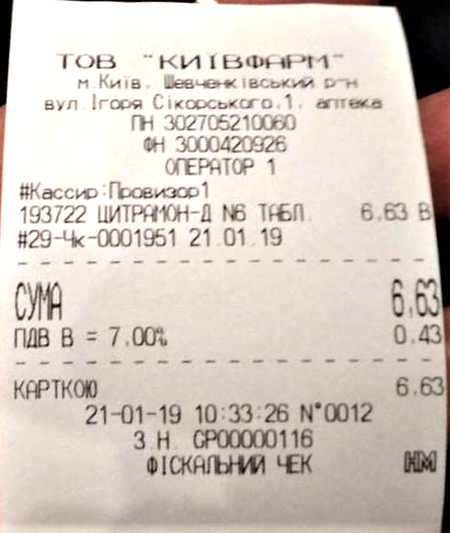 ТОВ "КИЇВФАРМ"
м.Київ, Шевченківський р-н
вул.Ігоря Сікорського,1, аптека
ПН 302705210060
ФН 3000420926
ОПЕРАТОР 1
#Кассир:Провизор1
193722 ЦИТРАМОН-Д N6 ТАБЛ. 6,63 В
#29-Чк-0001951 21.01.19
СУМА 6,63
ПДВ В = 7.00% 0,43
КАРТКОЮ 6,63
21-01-19 10:33:26 N°0012
З.Н. СР00000116
ФІСКАЛЬНИЙ ЧЕК НМ